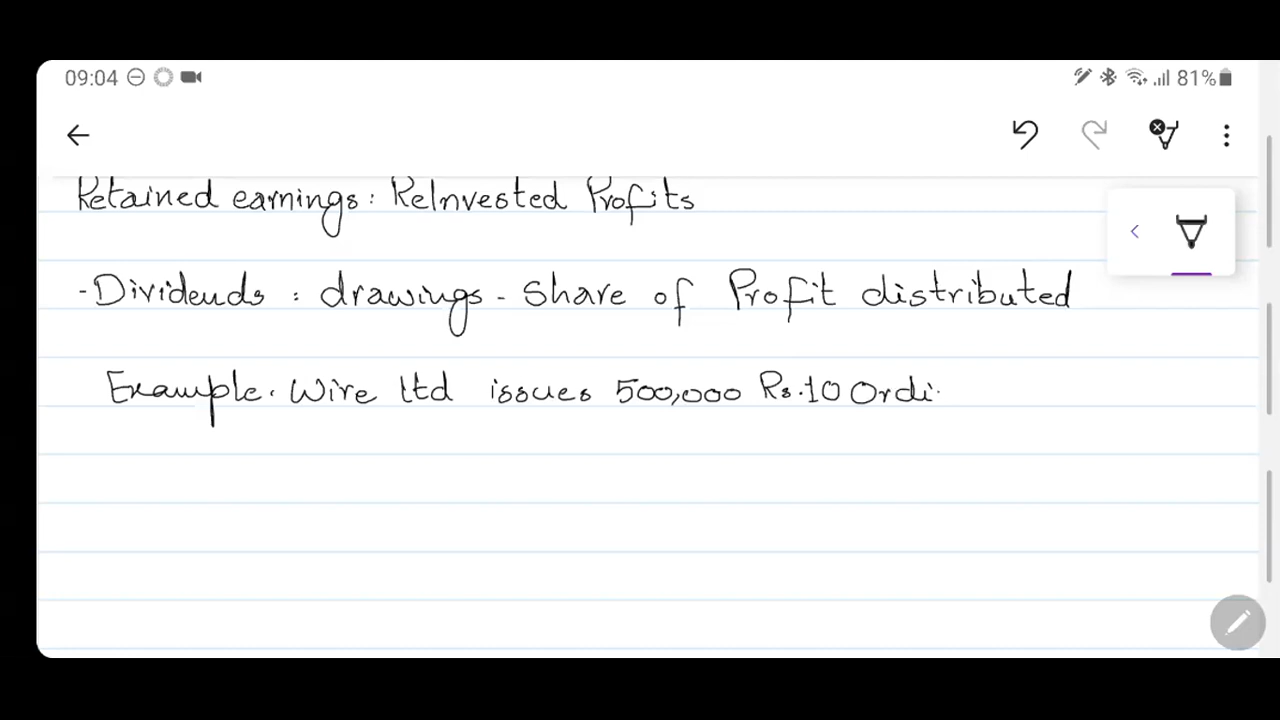 09:04 81%
Retained earnings: ReInvested Profits
-Dividends : drawings - Share of Profit distributed
Example. Wire ltd issues 500,000 Rs.10 Ordi